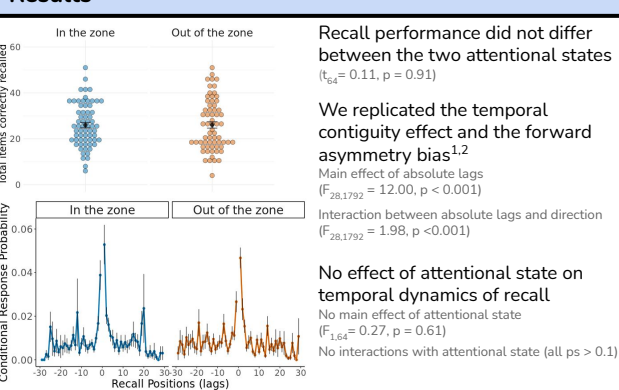 Results
In the zone
Out of the zone
Total items correctly recalled
60
40
20
0
Recall performance did not differ
between the two attentional states
(t64= 0.11, p = 0.91)
We replicated the temporal
contiguity effect and the forward
asymmetry bias1,2
Main effect of absolute lags
(F28,1792 = 12.00, p < 0.001)
Interaction between absolute lags and direction
(F28,1792 = 1.98, p <0.001)
No effect of attentional state on
temporal dynamics of recall
No main effect of attentional state
(F1,64= 0.27, p = 0.61)
No interactions with attentional state (all ps > 0.1)
In the zone
Out of the zone
Conditional Response Probability
0.06
0.04
0.02
0.00
-30 -20 -10 0 10 20 30
-30 -20 -10 0 10 20 30
Recall Positions (lags)